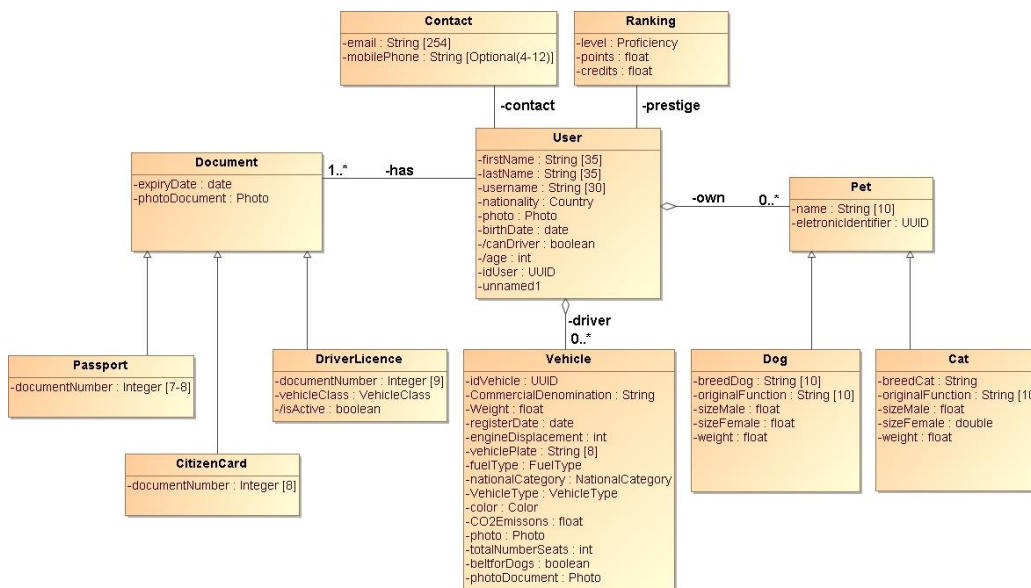 Contact
-email : String [254]
-mobilePhone : String [Optional(4-12)]
Ranking
-level : Proficiency
-points : float
-credits : float
-contact
-prestige
User
-firstName : String [35]
-lastName : String [35]
-username : String [30]
-nationality : Country
-photo : Photo
-birthDate : date
-/canDriver : boolean
-/age : int
-idUser : UUID
-unnamed1
Document
-expiryDate : date
-photoDocument : Photo
1..*
-has
-own
0..*
Pet
-name : String [10]
-eletronicIdentifier : UUID
-driver
0..*
Passport
-documentNumber : Integer [7-8]
DriverLicence
-documentNumber : Integer [9]
-vehicleClass : VehicleClass
-/isActive : boolean
CitizenCard
-documentNumber : Integer [8]
Vehicle
-idVehicle : UUID
-CommercialDenomination : String
-Weight : float
-registerDate : date
-engineDisplacement : int
-vehiclePlate : String [8]
-fuelType : FuelType
-nationalCategory : NationalCategory
-VehicleType : VehicleType
-color : Color
-CO2Emissons : float
-photo : Photo
-totalNumberSeats : int
-beltforDogs : boolean
-photoDocument : Photo
Dog
-breedDog : String [10]
-originalFunction : String [10]
-sizeMale : float
-sizeFemale : float
-weight : float
Cat
-breedCat : String
-originalFunction : String [10
-sizeMale : float
-sizeFemale : double
-weight : float